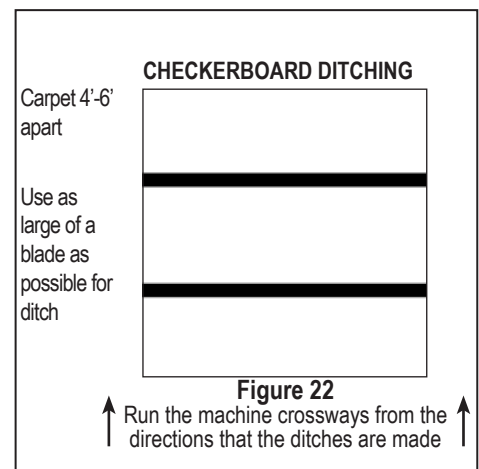 CHECKERBOARD DITCHING
Carpet 4’-6’
apart
Use as
large of a
blade as
possible for
ditch
Figure 22
Run the machine crossways from the
directions that the ditches are made